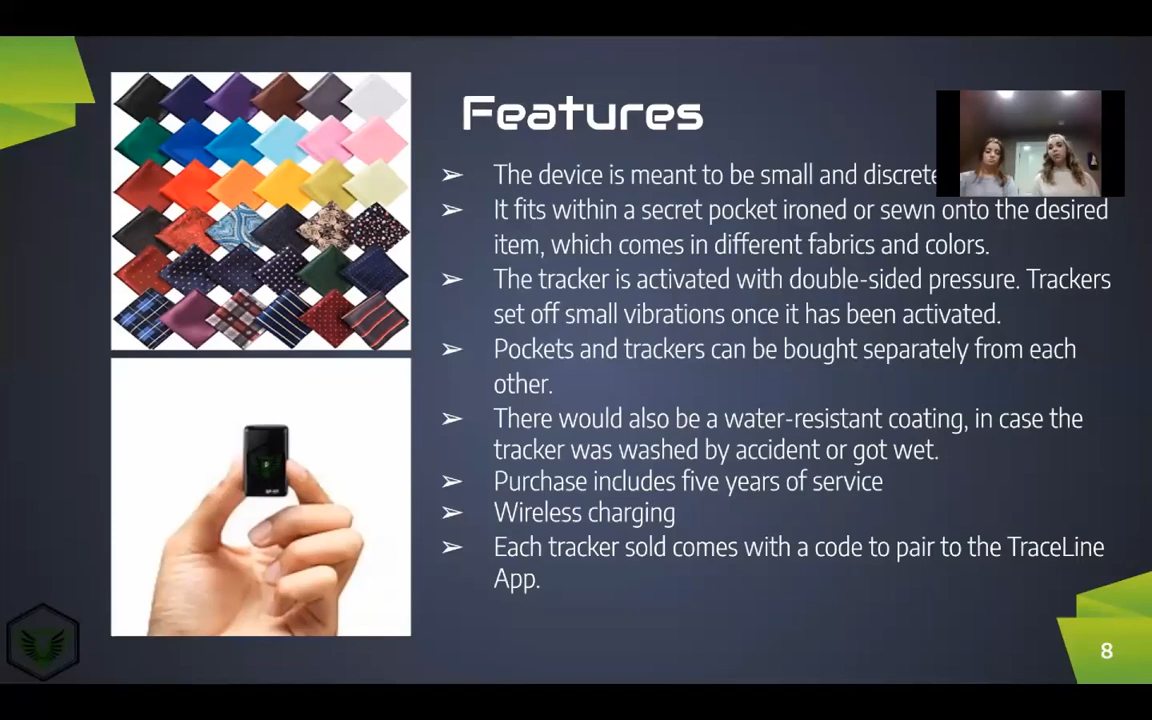 Features
➢ The device is meant to be small and discrete
➢ It fits within a secret pocket ironed or sewn onto the desired
item, which comes in different fabrics and colors.
➢ The tracker is activated with double-sided pressure. Trackers
set off small vibrations once it has been activated.
➢ Pockets and trackers can be bought separately from each
other.
➢ There would also be a water-resistant coating, in case the
tracker was washed by accident or got wet.
➢ Purchase includes five years of service
➢ Wireless charging
➢ Each tracker sold comes with a code to pair to the TraceLine
App.
8